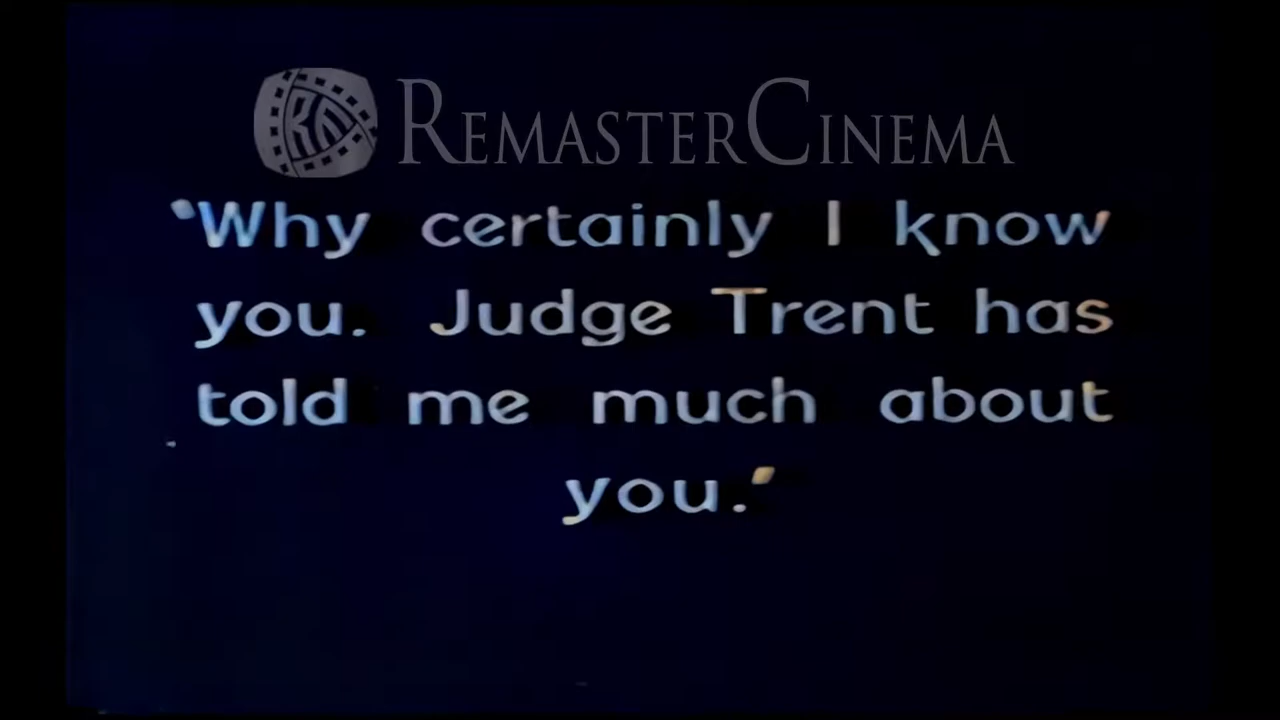 REMASTERCINEMA
'Why certainly I know
you. Judge Trent has
told me much about
you.'